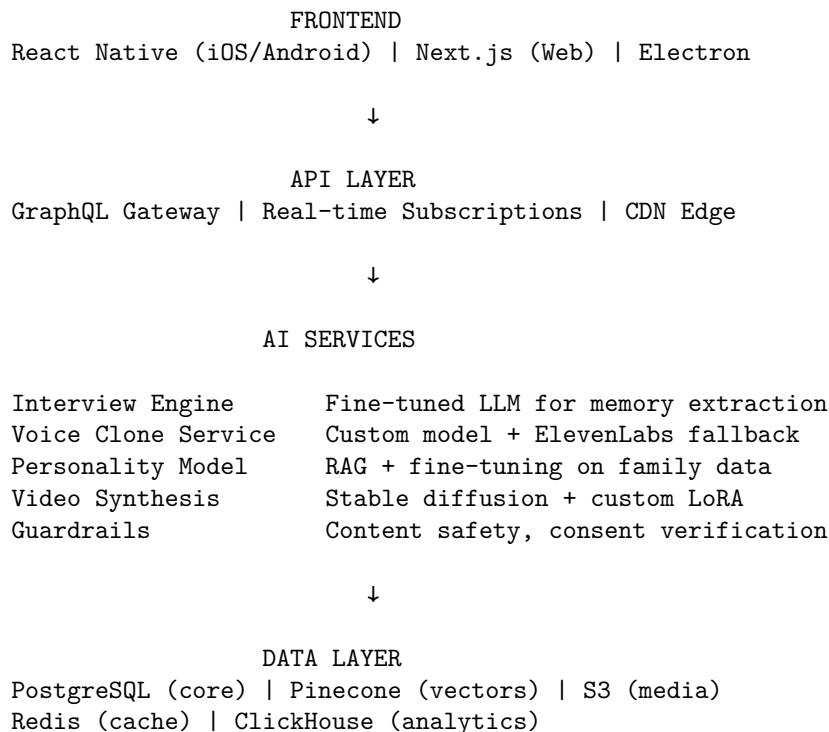 FRONTEND
React Native (iOS/Android) | Next.js (Web) | Electron
↓
API LAYER
GraphQL Gateway | Real-time Subscriptions | CDN Edge
↓
AI SERVICES
Interview Engine Fine-tuned LLM for memory extraction
Voice Clone Service Custom model + ElevenLabs fallback
Personality Model RAG + fine-tuning on family data
Video Synthesis Stable diffusion + custom LoRA
Guardrails Content safety, consent verification
↓
DATA LAYER
PostgreSQL (core) | Pinecone (vectors) | S3 (media)
Redis (cache) | ClickHouse (analytics)